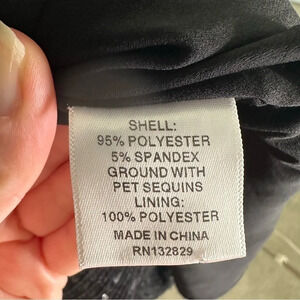 SHELL:
95% POLYESTER
5% SPANDEX
GROUND WITH
PET SEQUINS
LINING:
100% POLYESTER
MADE IN CHINA
RN132829